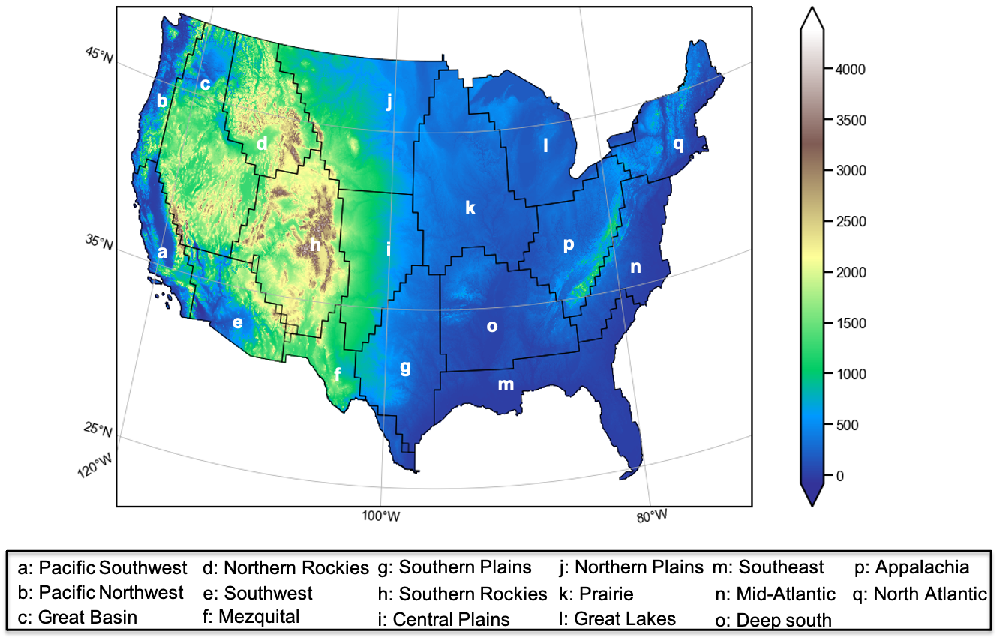 45°N
35°N
25°N
120°W
100°W
80°W
a
b
c
d
e
f
g
h
i
j
k
l
m
n
o
p
q
4000
3500
3000
2500
2000
1500
1000
500
0
a: Pacific Southwest d: Northern Rockies g: Southern Plains j: Northern Plains m: Southeast p: Appalachia
b: Pacific Northwest e: Southwest h: Southern Rockies k: Prairie n: Mid-Atlantic q: North Atlantic
c: Great Basin f: Mezquital i: Central Plains l: Great Lakes o: Deep south